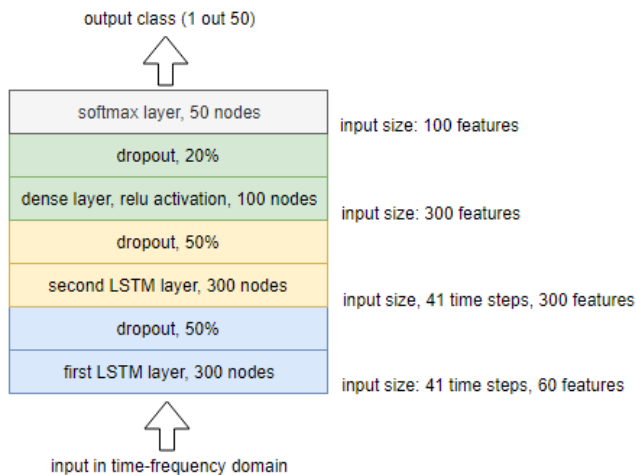 output class (1 out 50)
softmax layer, 50 nodes
input size: 100 features
dropout, 20%
dense layer, relu activation, 100 nodes
input size: 300 features
dropout, 50%
second LSTM layer, 300 nodes
input size, 41 time steps, 300 features
dropout, 50%
first LSTM layer, 300 nodes
input size: 41 time steps, 60 features
input in time-frequency domain